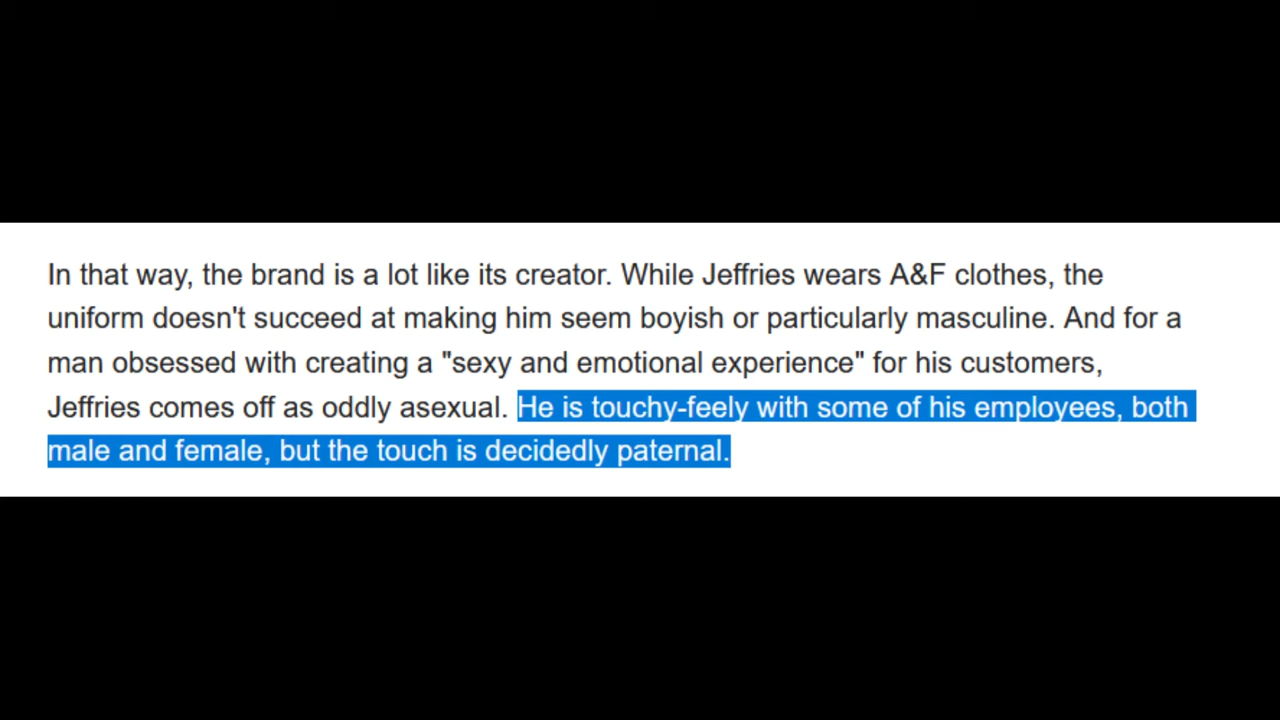 In that way, the brand is a lot like its creator. While Jeffries wears A&F clothes, the
uniform doesn't succeed at making him seem boyish or particularly masculine. And for a
man obsessed with creating a "sexy and emotional experience" for his customers,
Jeffries comes off as oddly asexual. He is touchy-feely with some of his employees, both
male and female, but the touch is decidedly paternal.